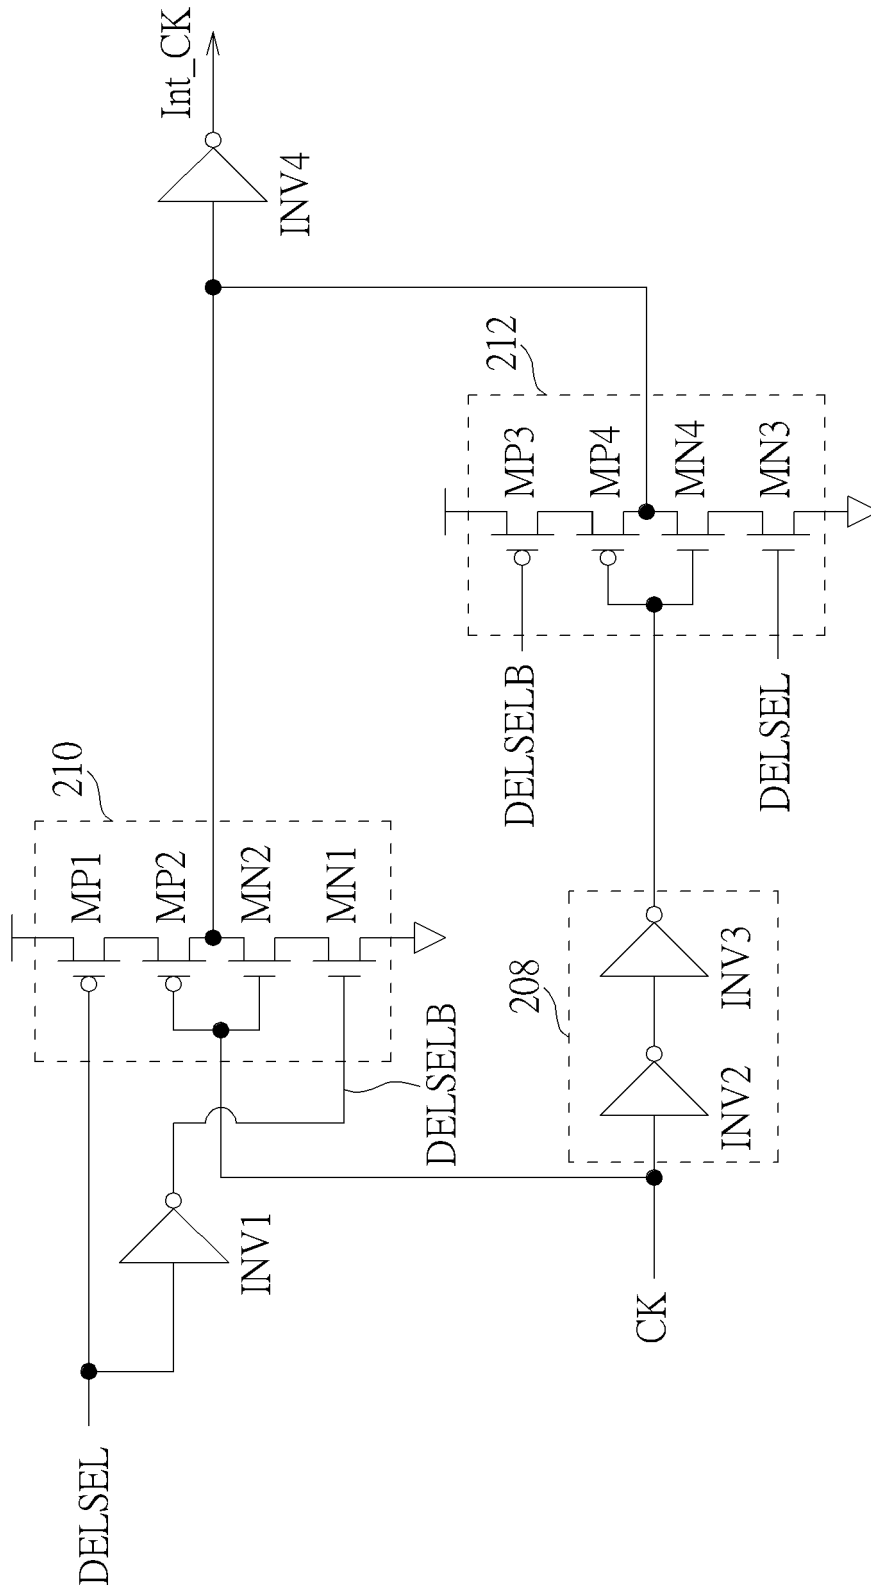 DELSEL
INV1
DELSELB
210
MP1
MP2
MN2
MN1
CK
208
INV2
INV3
DELSELB
DELSEL
212
MP3
MP4
MN4
MN3
INV4
Int_CK